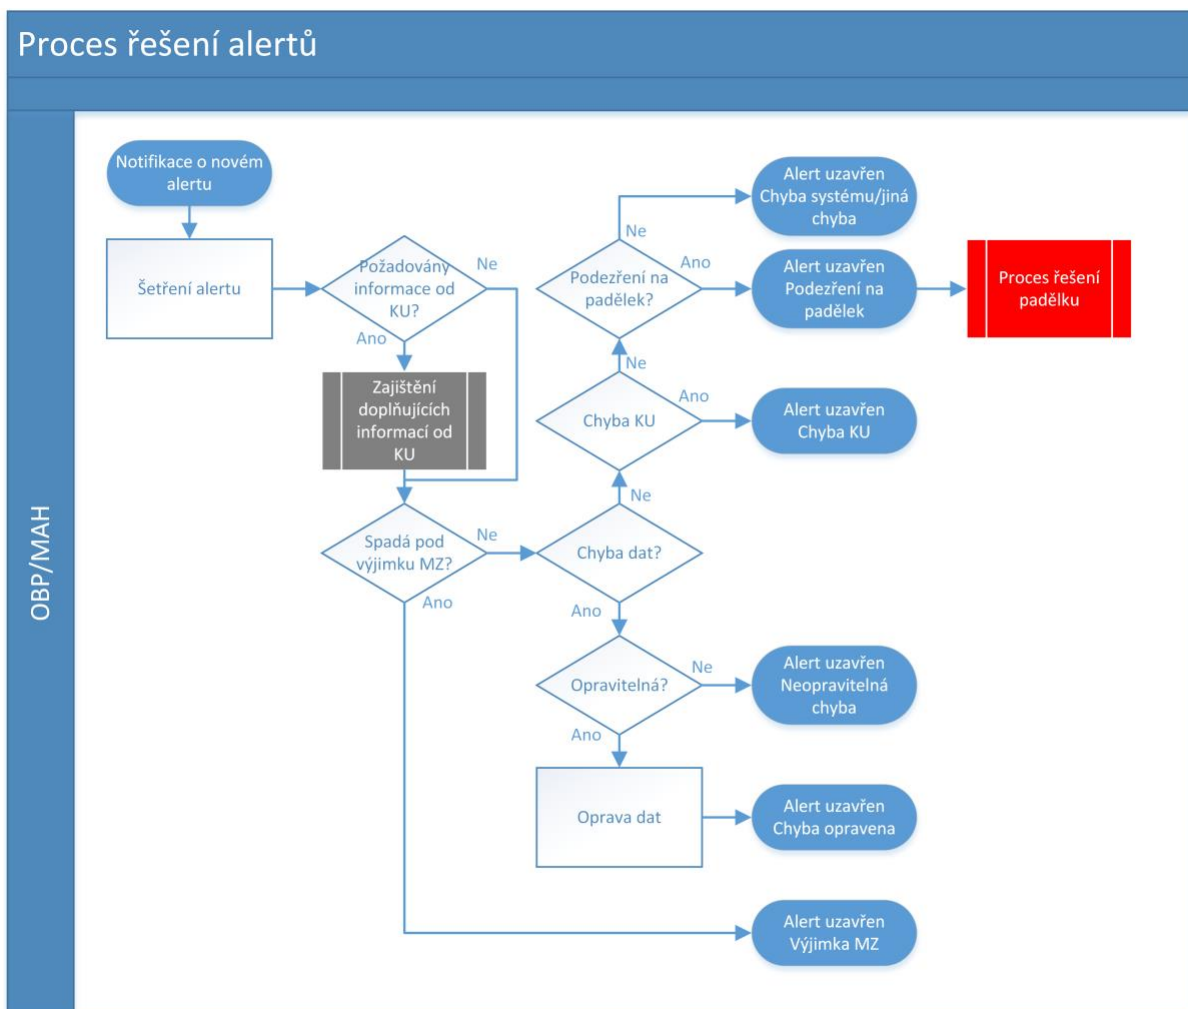 Proces řešení alertů
OBP/MAH
Notifikace o novém
alertu
Šetření alertu
Požadovány
informace od
KU?
Ne
Ano
Zajištění
doplňujících
informací od
KU
Spadá pod
výjimku MZ?
Ne
Ano
Chyba dat?
Ne
Ano
Chyba KU
Ne
Ano
Podezření na
padělek?
Ne
Ano
Alert uzavřen
Chyba systému/jiná
chyba
Alert uzavřen
Podezření na
padělek
Proces řešení
padělku
Alert uzavřen
Chyba KU
Opravitelná?
Ne
Ano
Alert uzavřen
Neopravitelná
chyba
Oprava dat
Alert uzavřen
Chyba opravena
Alert uzavřen
Výjimka MZ